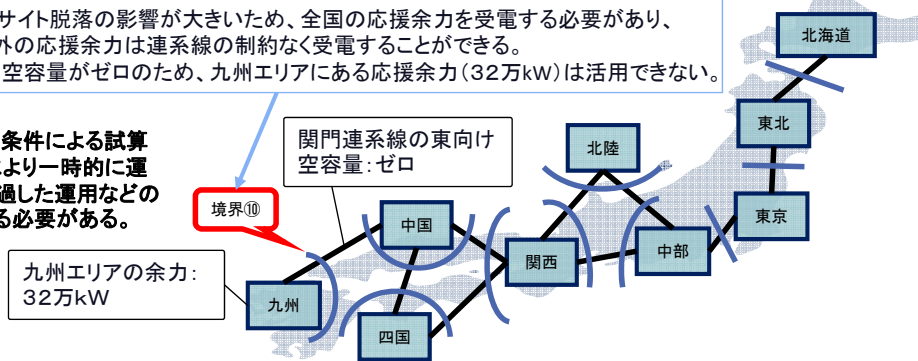 サイト脱落の影響が大きいため、全国の応援余力を受電する必要があり、
外の応援余力は連系線の制約なく受電することができる。
空容量がゼロのため、九州エリアにある応援余力(32万kW)は活用できない。
条件による試算
より一時的に運
過した運用などの
る必要がある。
関門連系線の東向け
空容量:ゼロ
境界⑩
九州エリアの余力:
32万kW
北海道
東北
北陸
東京
中国
関西
中部
九州
四国